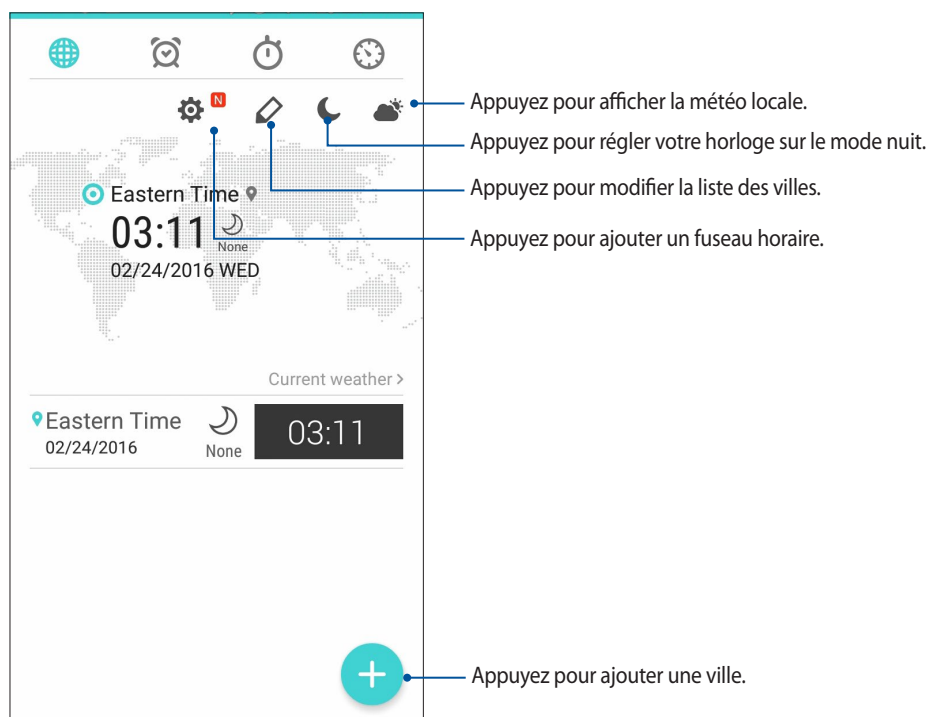 N
Appuyez pour afficher la météo locale.
Appuyez pour régler votre horloge sur le mode nuit.
Appuyez pour modifier la liste des villes.
Appuyez pour ajouter un fuseau horaire.
Eastern Time
03:11
None
02/24/2016 WED
Current weather >
Eastern Time
02/24/2016
None
03:11
Appuyez pour ajouter une ville.